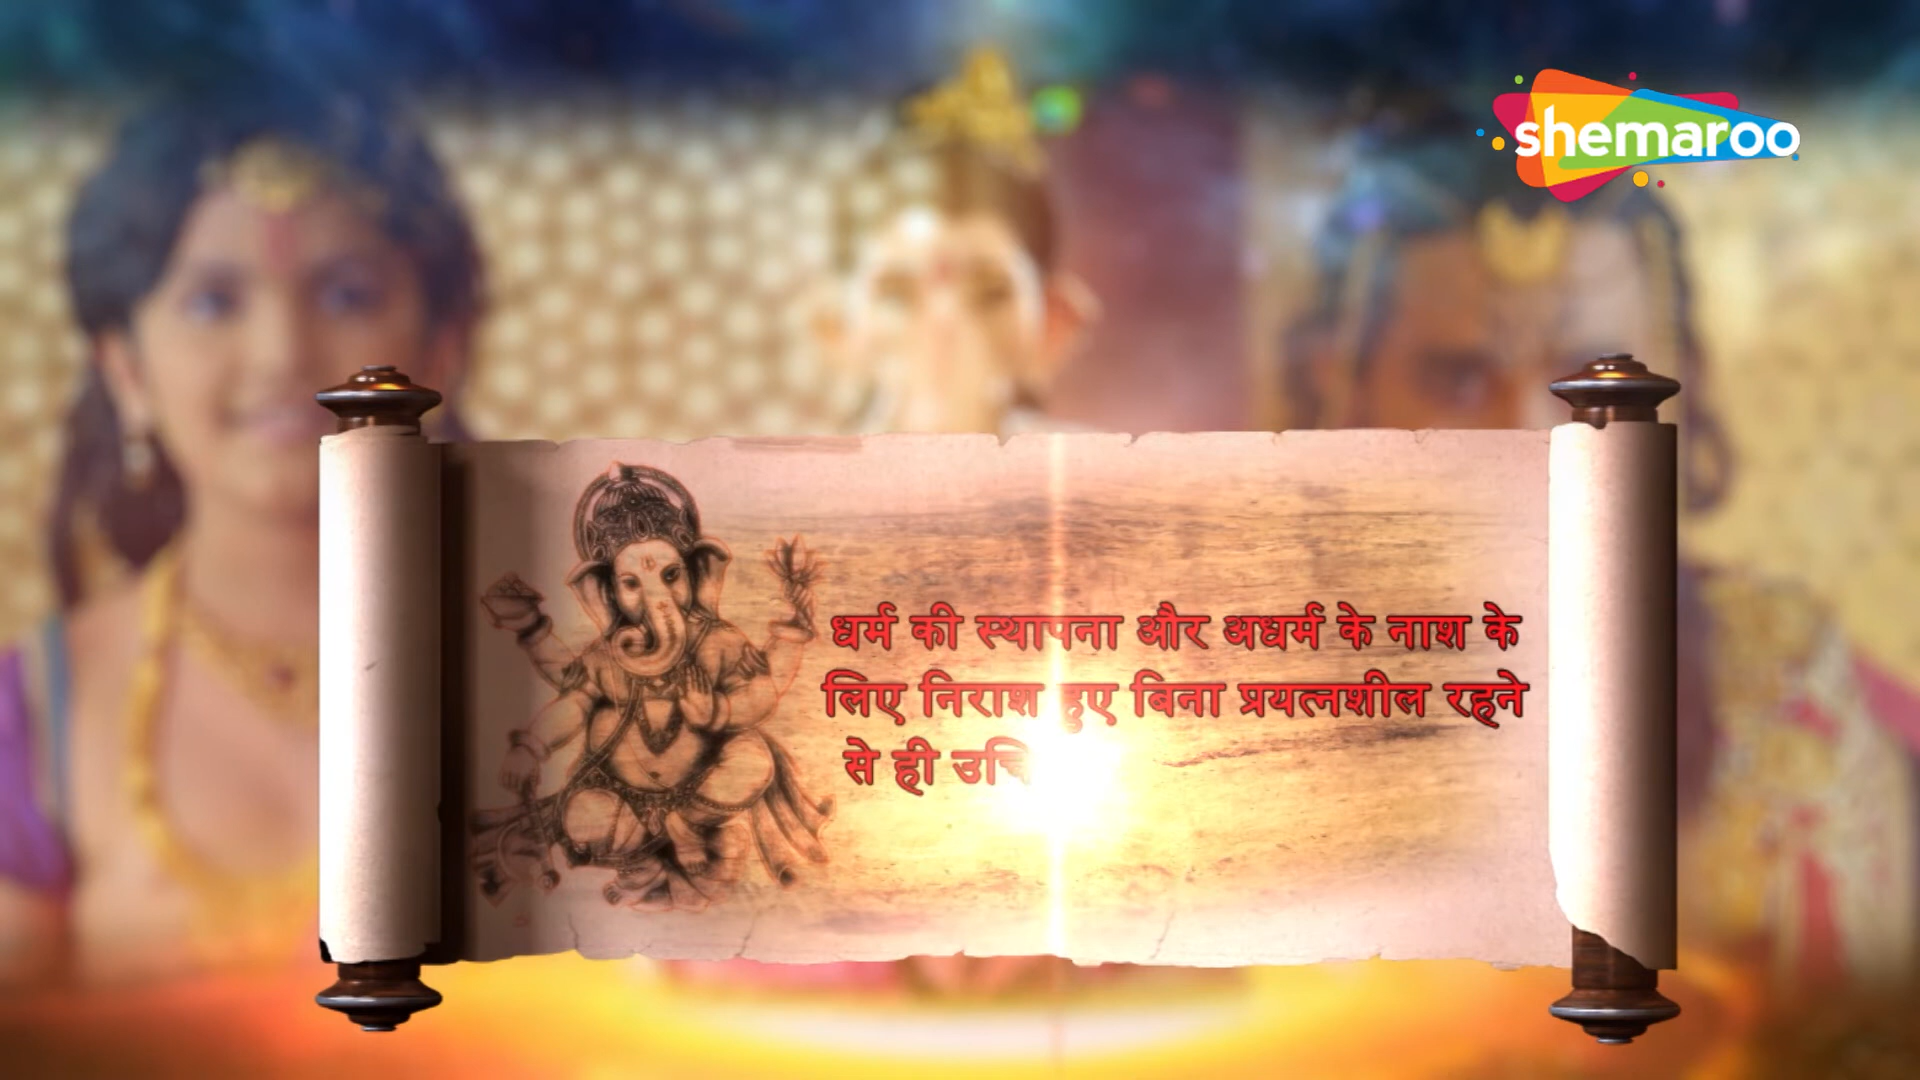 shemaroo
धर्म की स्थापना और अधर्म के नाश के
लिए निराश हुए बिना प्रयत्नशील रहने
से ही